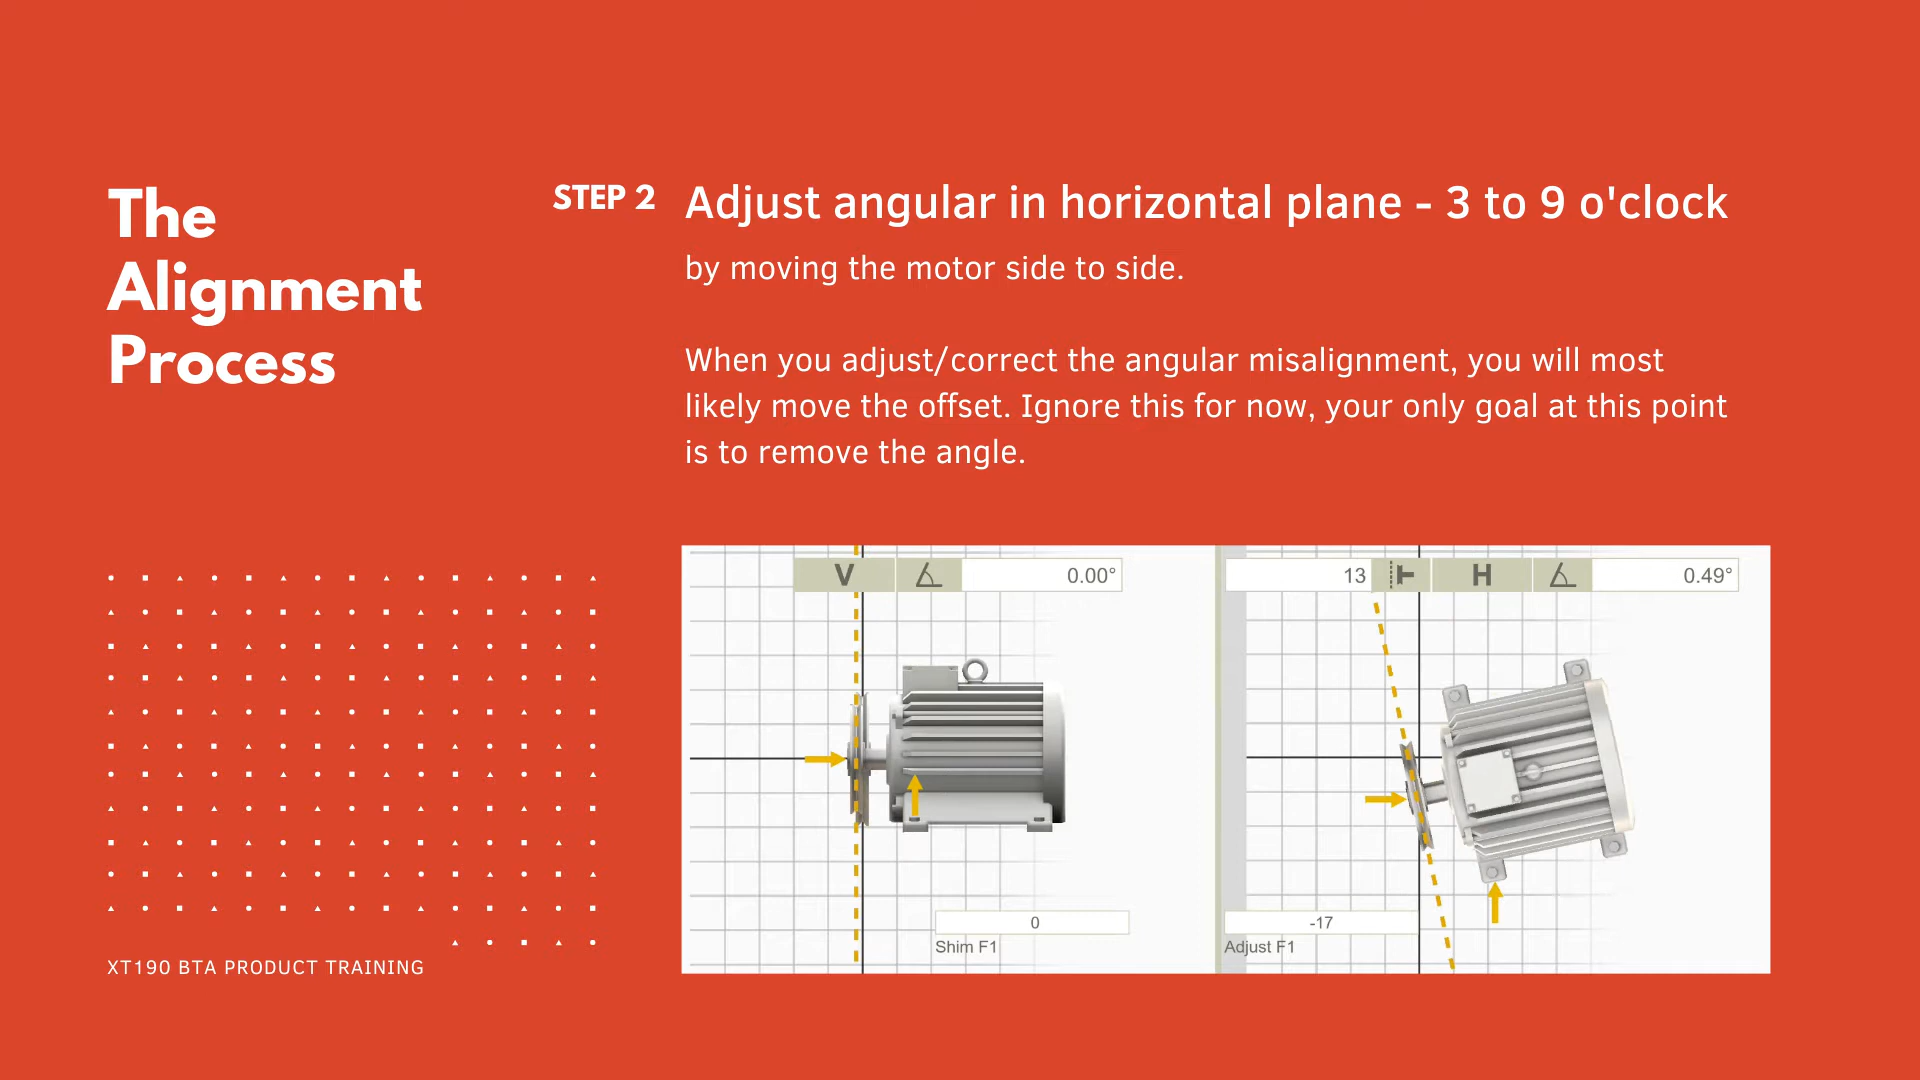 The
Alignment
Process
STEP 2
Adjust angular in horizontal plane - 3 to 9 o'clock
by moving the motor side to side.
When you adjust/correct the angular misalignment, you will most
likely move the offset. Ignore this for now, your only goal at this point
is to remove the angle.
V 0.00°
13 H 0.49°
0
Shim F1
-17
Adjust F1
XT190 BTA PRODUCT TRAINING